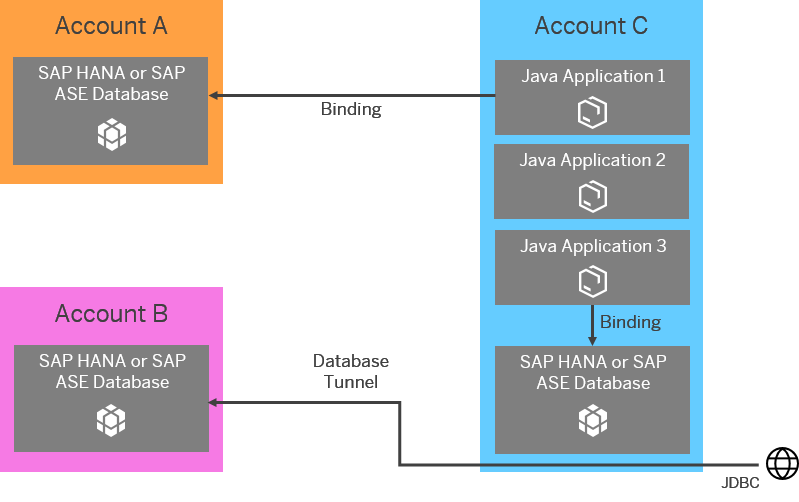 Account A
SAP HANA or SAP
ASE Database
Binding
Account C
Java Application 1
Java Application 2
Java Application 3
Binding
SAP HANA or SAP
ASE Database
Account B
SAP HANA or SAP
ASE Database
Database
Tunnel
JDBC